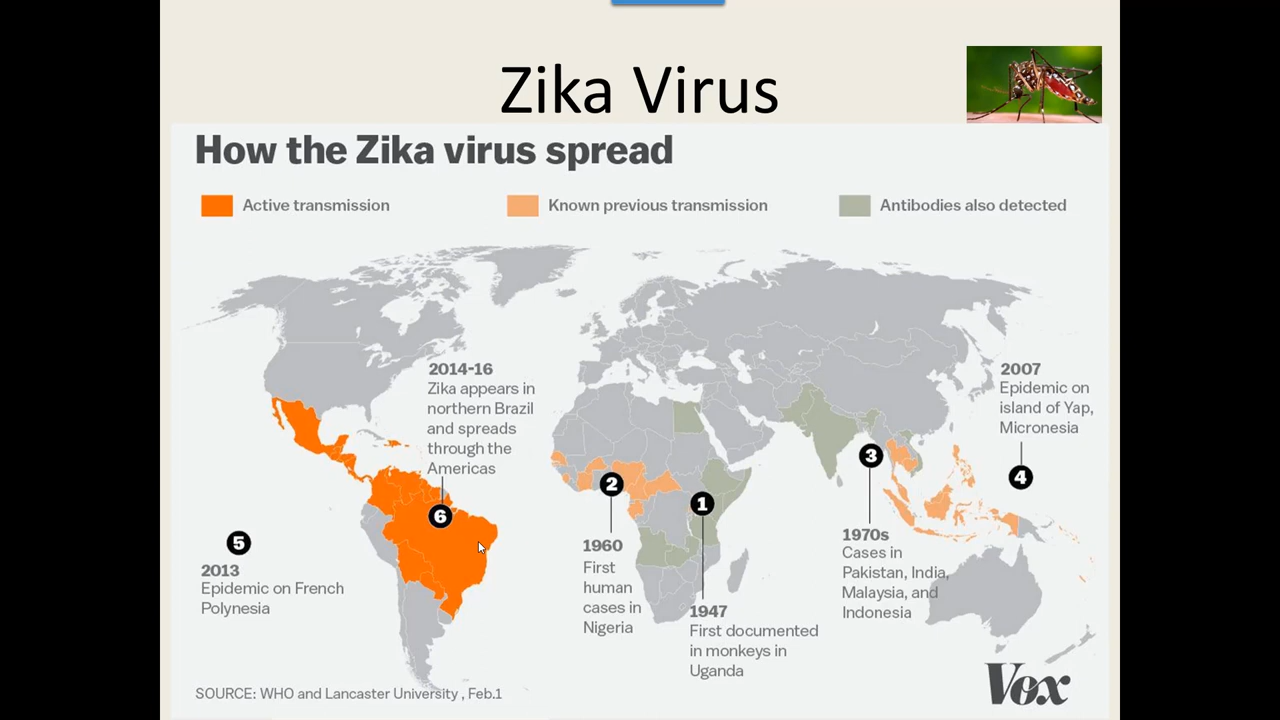 Zika Virus
How the Zika virus spread
Active transmission
Known previous transmission
Antibodies also detected
2014-16
Zika appears in
northern Brazil
and spreads
through the
Americas
6
5
2013
Epidemic on French
Polynesia
2
1960
First
human
cases in
Nigeria
1
1947
First documented
in monkeys in
Uganda
3
1970s
Cases in
Pakistan, India,
Malaysia, and
Indonesia
2007
Epidemic on
island of Yap,
Micronesia
4
SOURCE: WHO and Lancaster University , Feb.1
Vox